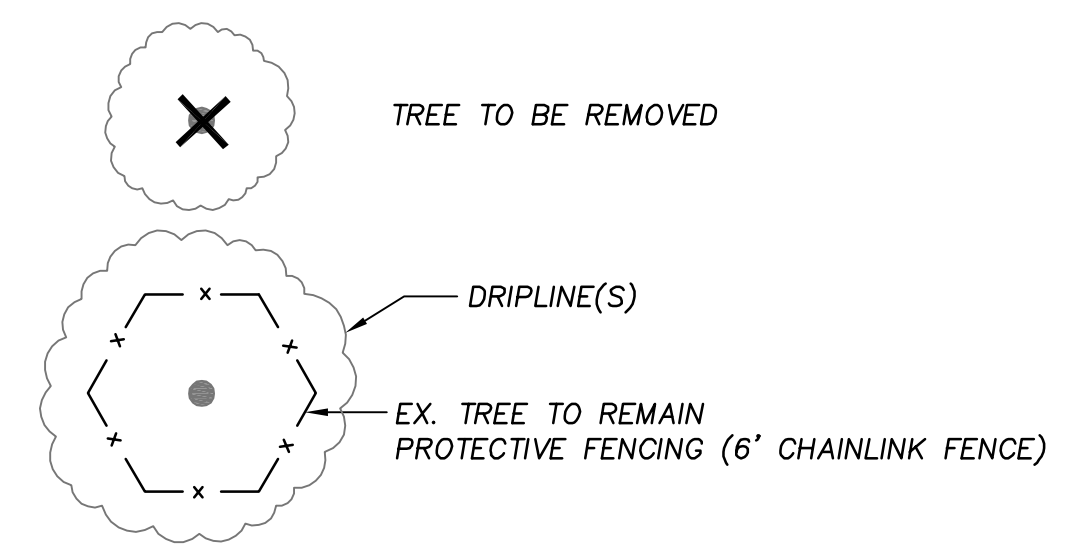 TREE TO BE REMOVED
DRIPLINE(S)
EX. TREE TO REMAIN
PROTECTIVE FENCING (6' CHAINLINK FENCE)